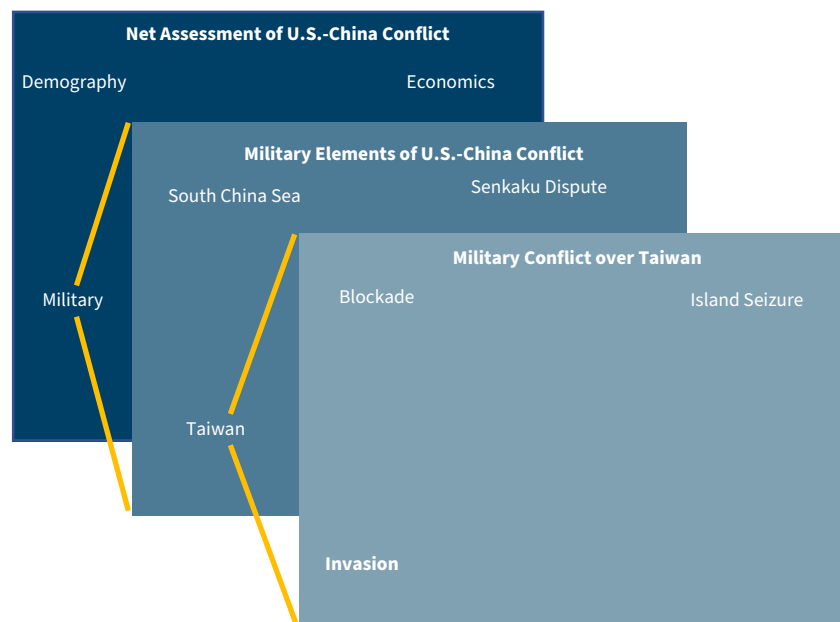 Net Assessment of U.S.-China Conflict
Demography
Economics
Military Elements of U.S.-China Conflict
South China Sea
Senkaku Dispute
Military Conflict over Taiwan
Military
Blockade
Island Seizure
Taiwan
Invasion